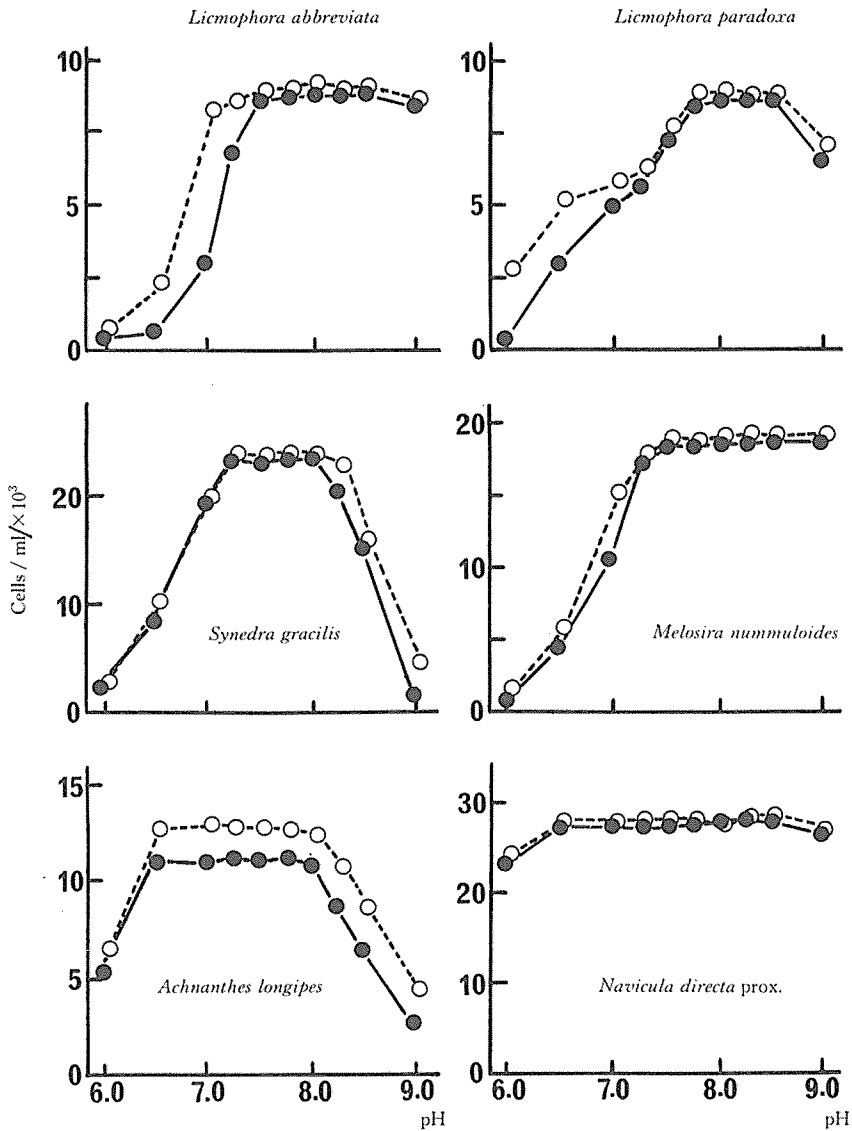 Licmophora abbreviata
Licmophora paradoxa
10
5
0
10
5
0
Cells / ml/×10³
20
10
0
Synedra gracilis
20
10
0
Melosira nummuloides
15
10
5
0
Achnanthes longipes
6.0 7.0 8.0 9.0
pH
30
20
10
0
Navicula directa prox.
6.0 7.0 8.0 9.0
pH